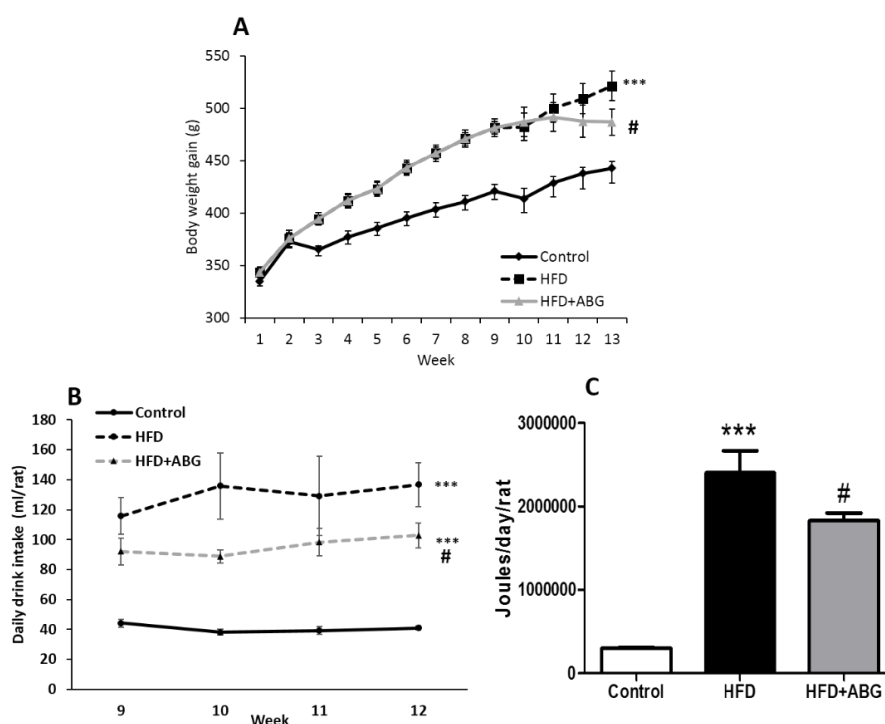 A
Body weight gain (g)
550
500
450
400
350
300
***
#
Control
HFD
HFD+ABG
1 2 3 4 5 6 7 8 9 10 11 12 13
Week
B
Daily drink intake (ml/rat)
180
160
140
120
100
80
60
40
20
0
Control
HFD
HFD+ABG
***
***
#
9 10 11 12
Week
C
Joules/day/rat
3000000
2000000
1000000
0
***
#
Control HFD HFD+ABG